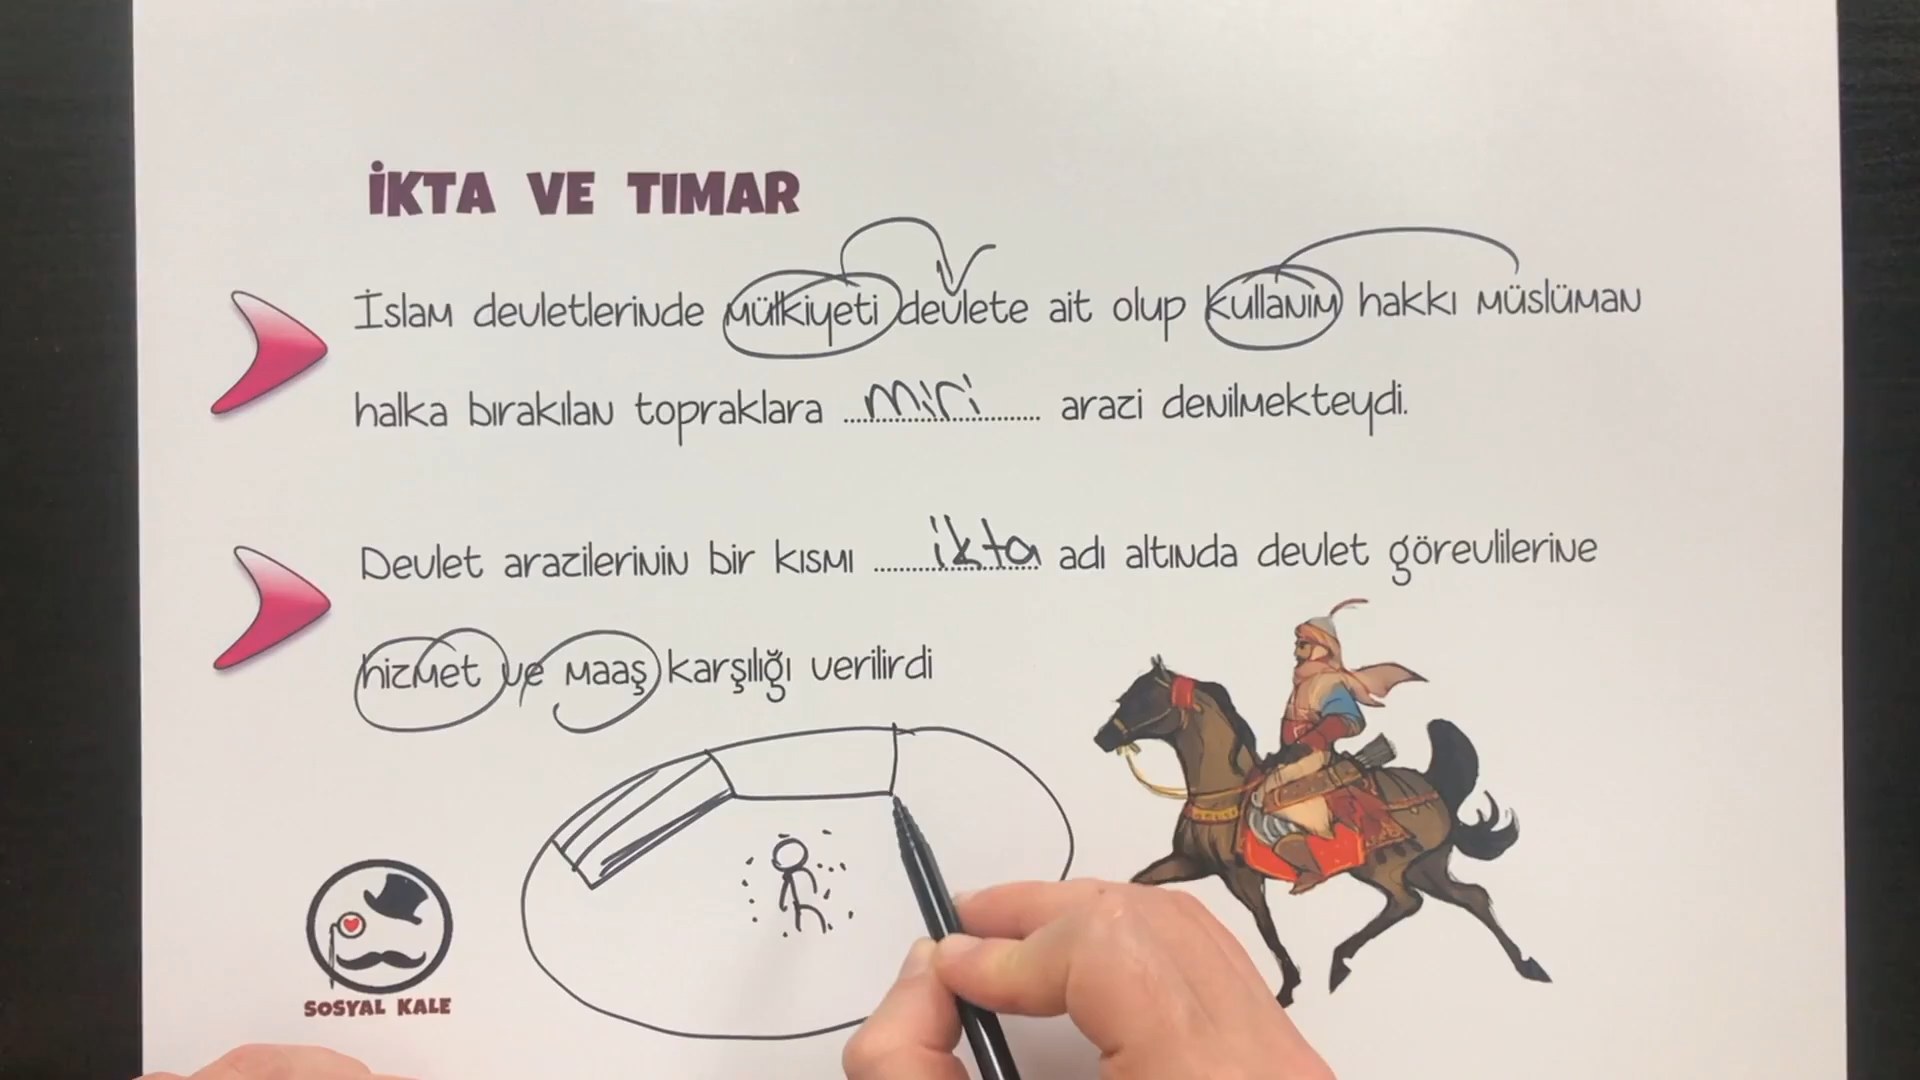 İKTA VE TIMAR
İslam devletlerinde mülkiyeti devlete ait olup kullanım hakkı müslüman
halka bırakılan topraklara miri arazi denilmekteydi.
Devlet arazilerinin bir kısmı ikta adı altında devlet görevlilerine
hizmet ve maaş karşılığı verilirdi
SOSYAL KALE